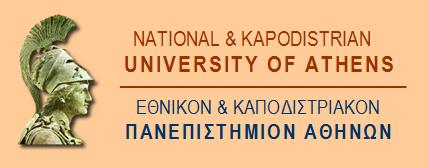 NATIONAL & KAPODISTRIAN
UNIVERSITY OF ATHENS
ΕΘΝΙΚΟΝ & ΚΑΠΟΔΙΣΤΡΙΑΚΟΝ
ΠΑΝΕΠΙΣΤΗΜΙΟΝ ΑΘΗΝΩΝ